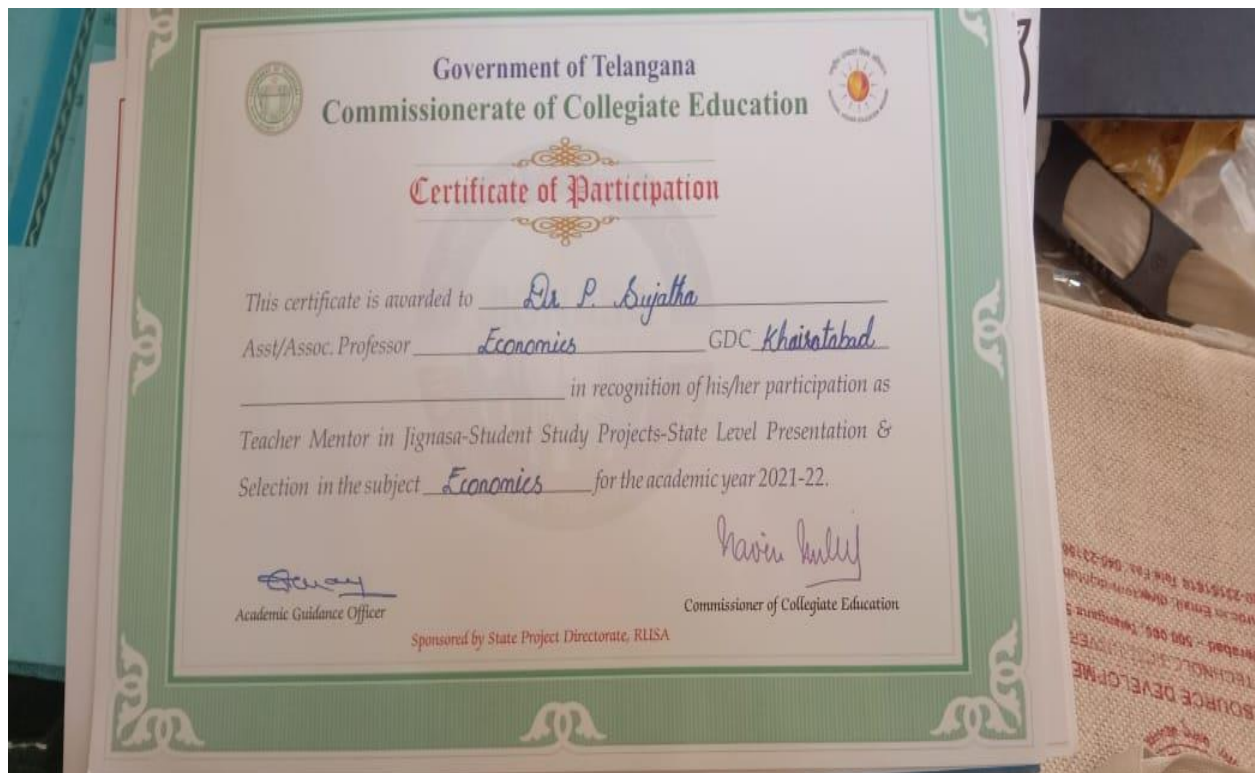 Government of Telangana
Commissionerate of Collegiate Education
Certificate of Participation
This certificate is awarded to Dr P. Sujatha
Asst/Assoc. Professor Economics GDC Khairatabad
in recognition of his/her participation as
Teacher Mentor in Jignasa-Student Study Projects-State Level Presentation &
Selection in the subject Economics for the academic year 2021-22.
Academic Guidance Officer
Commissioner of Collegiate Education
Sponsored by State Project Directorate, RUSA